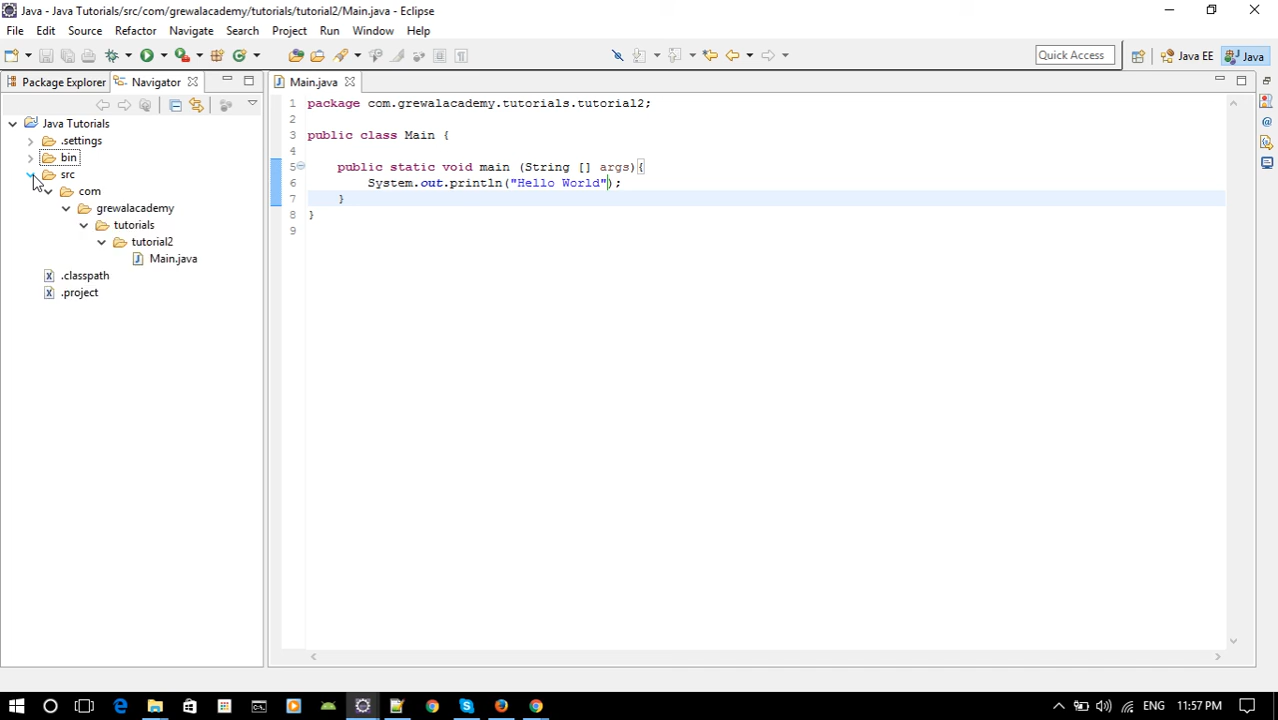 Java - Java Tutorials/src/com/grewalacademy/tutorials/tutorial2/Main.java - Eclipse
File Edit Source Refactor Navigate Search Project Run Window Help
Quick Access Java EE Java
Package Explorer Navigator
Main.java
Java Tutorials
.settings
bin
src
com
grewalacademy
tutorials
tutorial2
Main.java
.classpath
.project
1 package com.grewalacademy.tutorials.tutorial2;
2
3 public class Main {
4
5 public static void main (String [] args){
6 System.out.println("Hello World");
7 }
8 }
9
ENG 11:57 PM